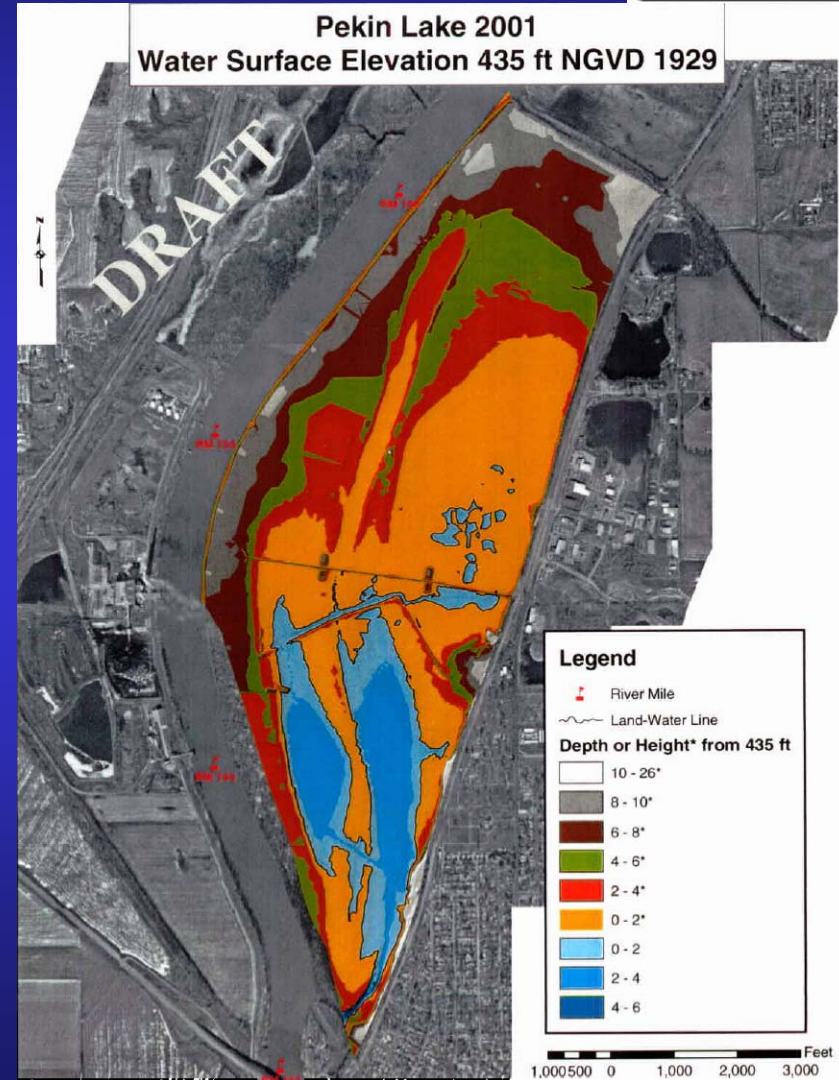 Pekin Lake 2001
Water Surface Elevation 435 ft NGVD 1929
DRAFT
Z
Legend
River Mile
Land-Water Line
Depth or Height* from 435 ft
10 - 26*
8 - 10*
6 - 8*
4 - 6*
2 - 4*
0 - 2*
0 - 2
2 - 4
4 - 6
Feet
1,000 500 0 1,000 2,000 3,000